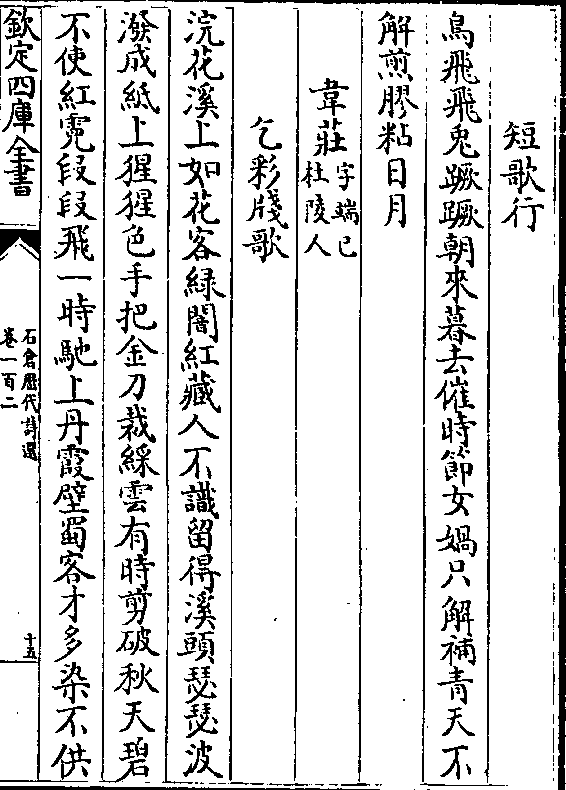 短歌行
鳥飛飛兎蹶蹶朝來暮去催時節女媧只解補青天不
解煎膠粘日月
韋莊字端已
杜陵人
乞彩牋歌
浣花溪上如花客緑闇紅藏人不識留得溪頭瑟瑟波
潑成紙上猩猩色手把金刀裁綵雲有時剪破秋天碧
不使紅霓段段飛一時馳上丹霞壁蜀客才多染不供
欽定四庫全書
石倉歴代詩選
卷一百二
十五